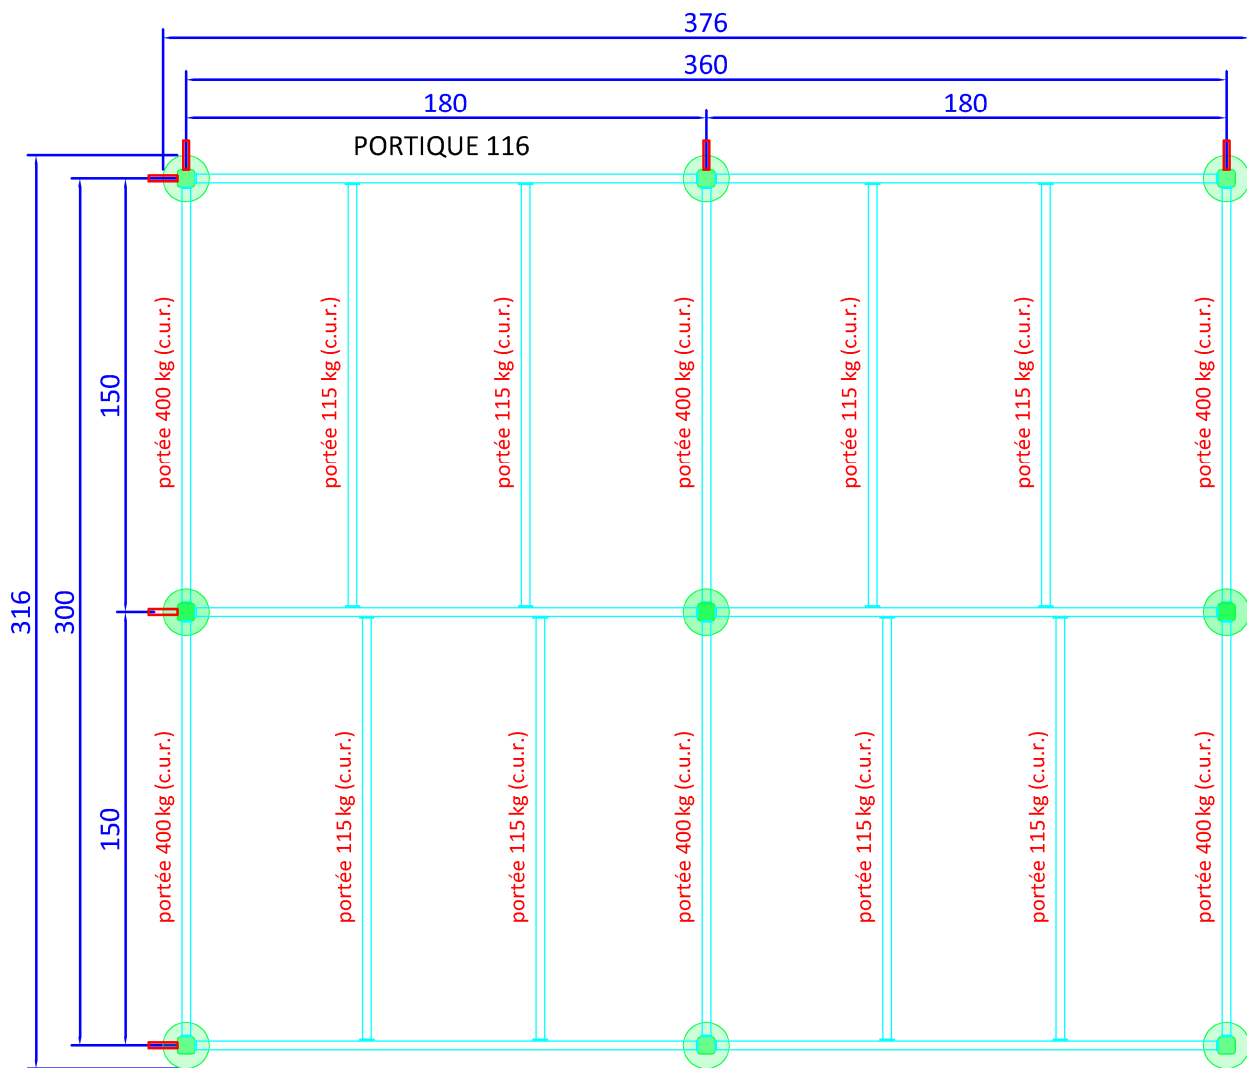 376
360
180
180
PORTIQUE 116
portée 400 kg (c.u.r.)
portée 115 kg (c.u.r.)
portée 115 kg (c.u.r.)
portée 400 kg (c.u.r.)
portée 115 kg (c.u.r.)
portée 115 kg (c.u.r.)
portée 400 kg (c.u.r.)
150
316
300
portée 400 kg (c.u.r.)
portée 115 kg (c.u.r.)
portée 115 kg (c.u.r.)
portée 400 kg (c.u.r.)
portée 115 kg (c.u.r.)
portée 115 kg (c.u.r.)
portée 400 kg (c.u.r.)
150